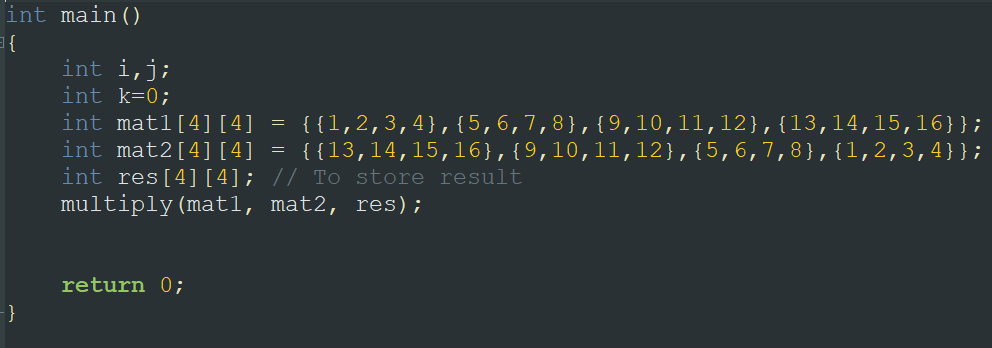 int main()
{
    int i,j;
    int k=0;
    int mat1[4][4] = {{1,2,3,4},{5,6,7,8},{9,10,11,12},{13,14,15,16}};
    int mat2[4][4] = {{13,14,15,16},{9,10,11,12},{5,6,7,8},{1,2,3,4}};
    int res[4][4]; // To store result
    multiply(mat1, mat2, res);
    return 0;
}